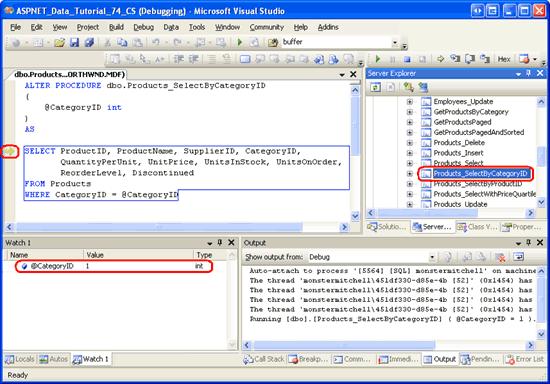 ASPNET_Data_Tutorial_74_CS (Debugging) - Microsoft Visual Studio
File Edit View Project Build Debug Data Tools Window Community Help Addins
buffer
Hex
dbo.Products...ORTHWND.MDF)
ALTER PROCEDURE dbo.Products_SelectByCategoryID
(
@CategoryID int
)
AS
SELECT ProductID, ProductName, SupplierID, CategoryID,
QuantityPerUnit, UnitPrice, UnitsInStock, UnitsOnOrder,
ReorderLevel, Discontinued
FROM Products
WHERE CategoryID = @CategoryID
Server Explorer
Employees_Update
GetProductsByCategory
GetProductsPaged
GetProductsPagedAndSorted
Products_Delete
Products_Insert
Products_Select
Products_SelectByCategoryID
Products_SelectByProductID
Products_SelectWithPriceQuartile
Products_Update
Solutio... Server... Class V... Proper...
Watch 1
Name Value Type
@CategoryID 1 int
Locals Autos Watch 1
Output
Show output from: Debug
Auto-attach to process '[5564] [SQL] monstermitchell' on machine
The thread 'monstermitchell\451df330-d85e-4b [52]' (0x1454) has
The thread 'monstermitchell\451df330-d85e-4b [52]' (0x1454) has
The thread 'monstermitchell\451df330-d85e-4b [52]' (0x1454) has
The thread 'monstermitchell\451df330-d85e-4b [52]' (0x1454) has
Running [dbo].[Products_SelectByCategoryID] ( @CategoryID = 1 ).
Call Stack Breakp... Comm... Immedi... Output Pendin... Error List
Ready